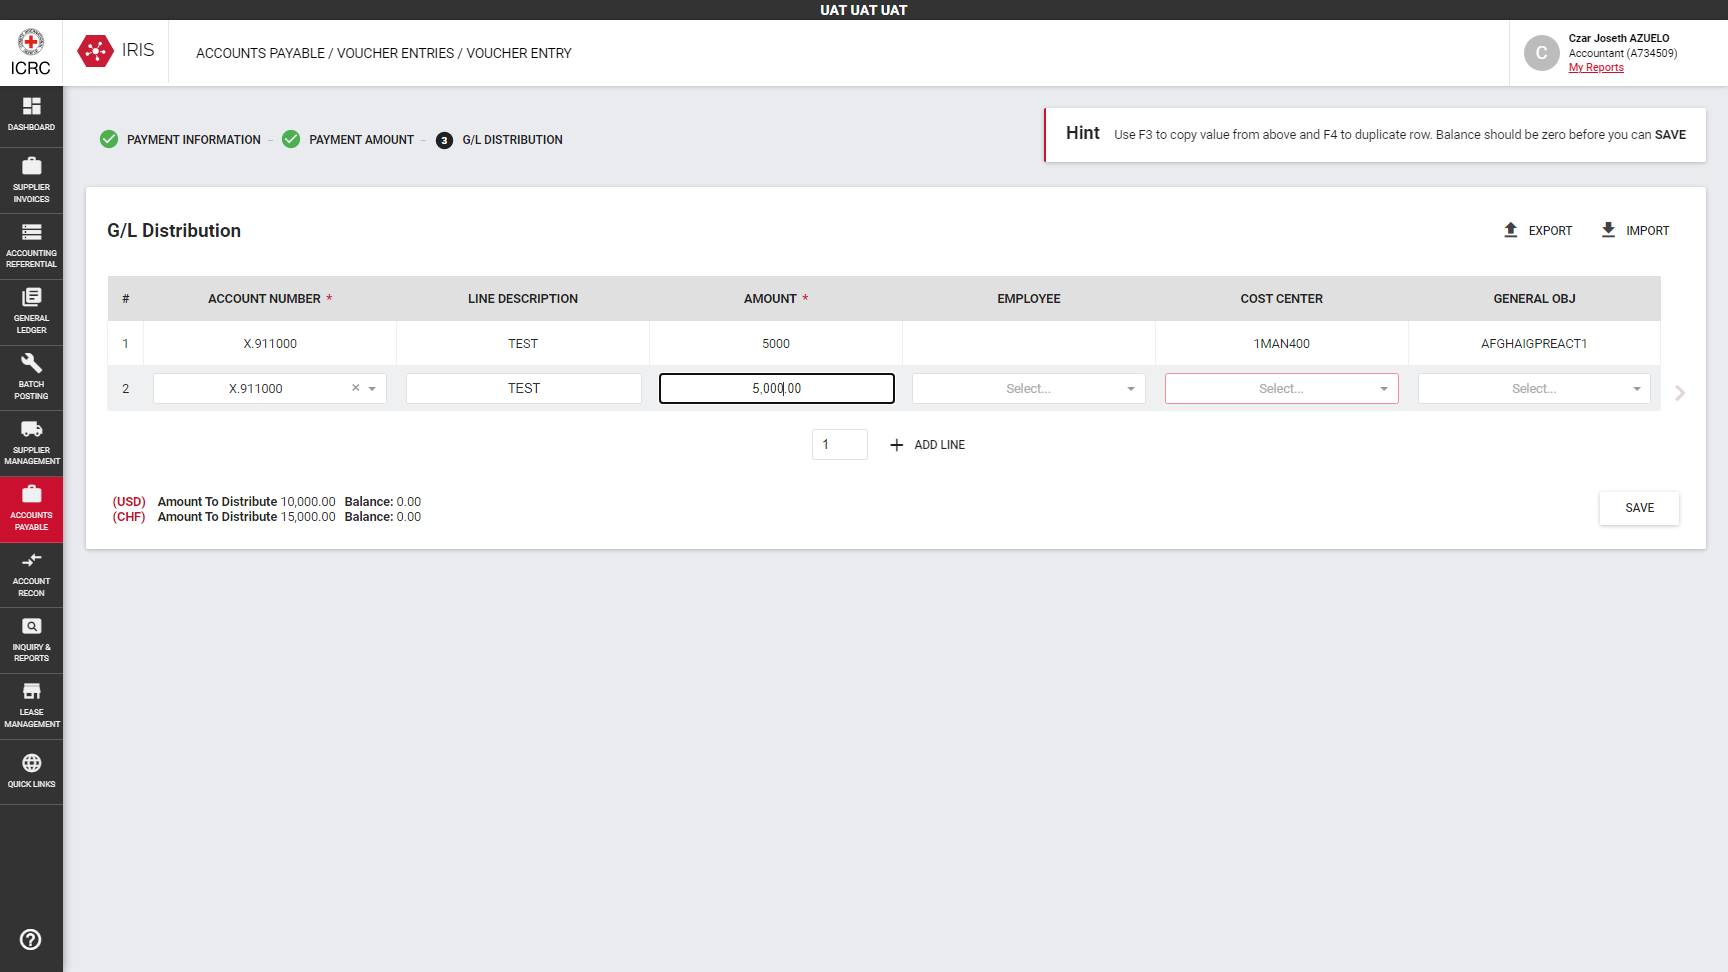 UAT UAT UAT
ICRC
IRIS
ACCOUNTS PAYABLE / VOUCHER ENTRIES / VOUCHER ENTRY
C
Czar Joseth AZUELO
Accountant (A734509)
My Reports
DASHBOARD
SUPPLIER
INVOICES
ACCOUNTING
REFERENTIAL
GENERAL
LEDGER
BATCH
POSTING
SUPPLIER
MANAGEMENT
ACCOUNTS
PAYABLE
ACCOUNT
RECON
INQUIRY &
REPORTS
LEASE
MANAGEMENT
QUICK LINKS
PAYMENT INFORMATION - PAYMENT AMOUNT - 3 G/L DISTRIBUTION
Hint Use F3 to copy value from above and F4 to duplicate row. Balance should be zero before you can SAVE
G/L Distribution
EXPORT IMPORT
# ACCOUNT NUMBER * LINE DESCRIPTION AMOUNT * EMPLOYEE COST CENTER GENERAL OBJ
1 X.911000 TEST 5000 1MAN400 AFGHAIGPREACT1
2 X.911000 × TEST 5,000.00 Select... Select... Select...
1 + ADD LINE
(USD) Amount To Distribute 10,000.00 Balance: 0.00
(CHF) Amount To Distribute 15,000.00 Balance: 0.00
SAVE